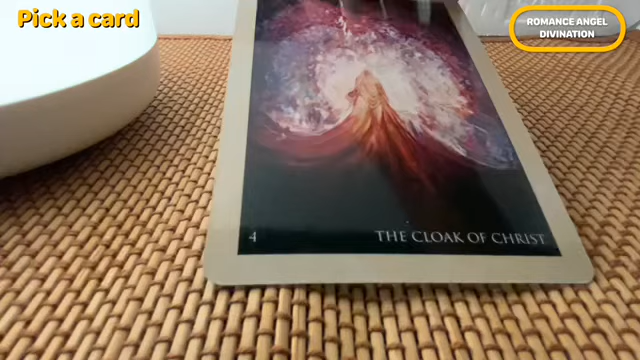 Pick a card
ROMANCE ANGEL
DIVINATION
4
THE CLOAK OF CHRIST